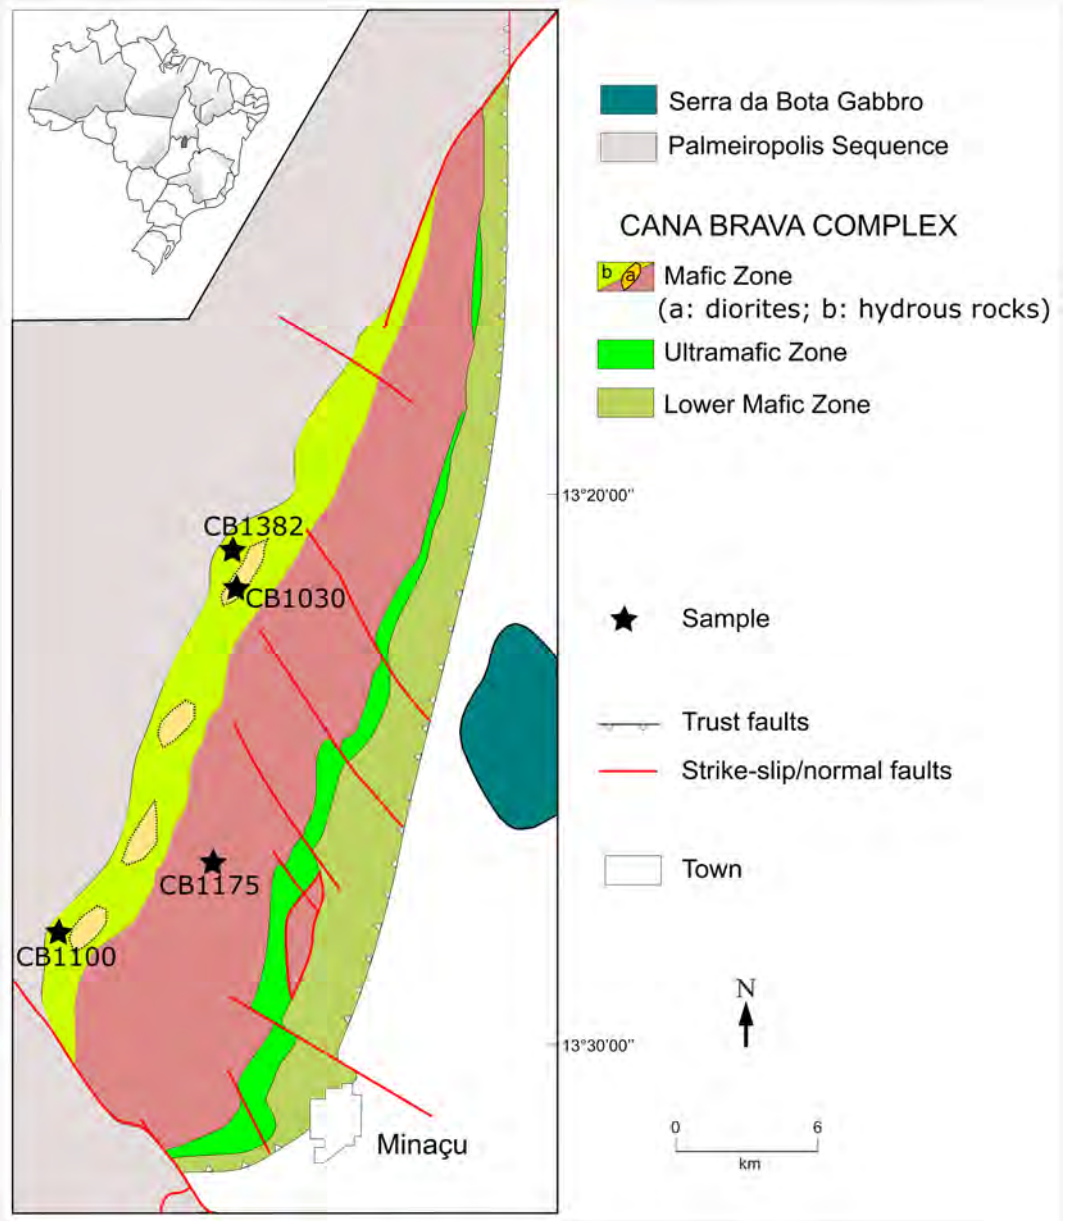 Serra da Bota Gabbro
Palmeiropolis Sequence
CANA BRAVA COMPLEX
b a Mafic Zone
(a: diorites; b: hydrous rocks)
Ultramafic Zone
Lower Mafic Zone
13°20'00"
CB1382
CB1030
Sample
Trust faults
Strike-slip/normal faults
Town
CB1175
CB1100
N
13°30'00"
0 6
km
Minaçu